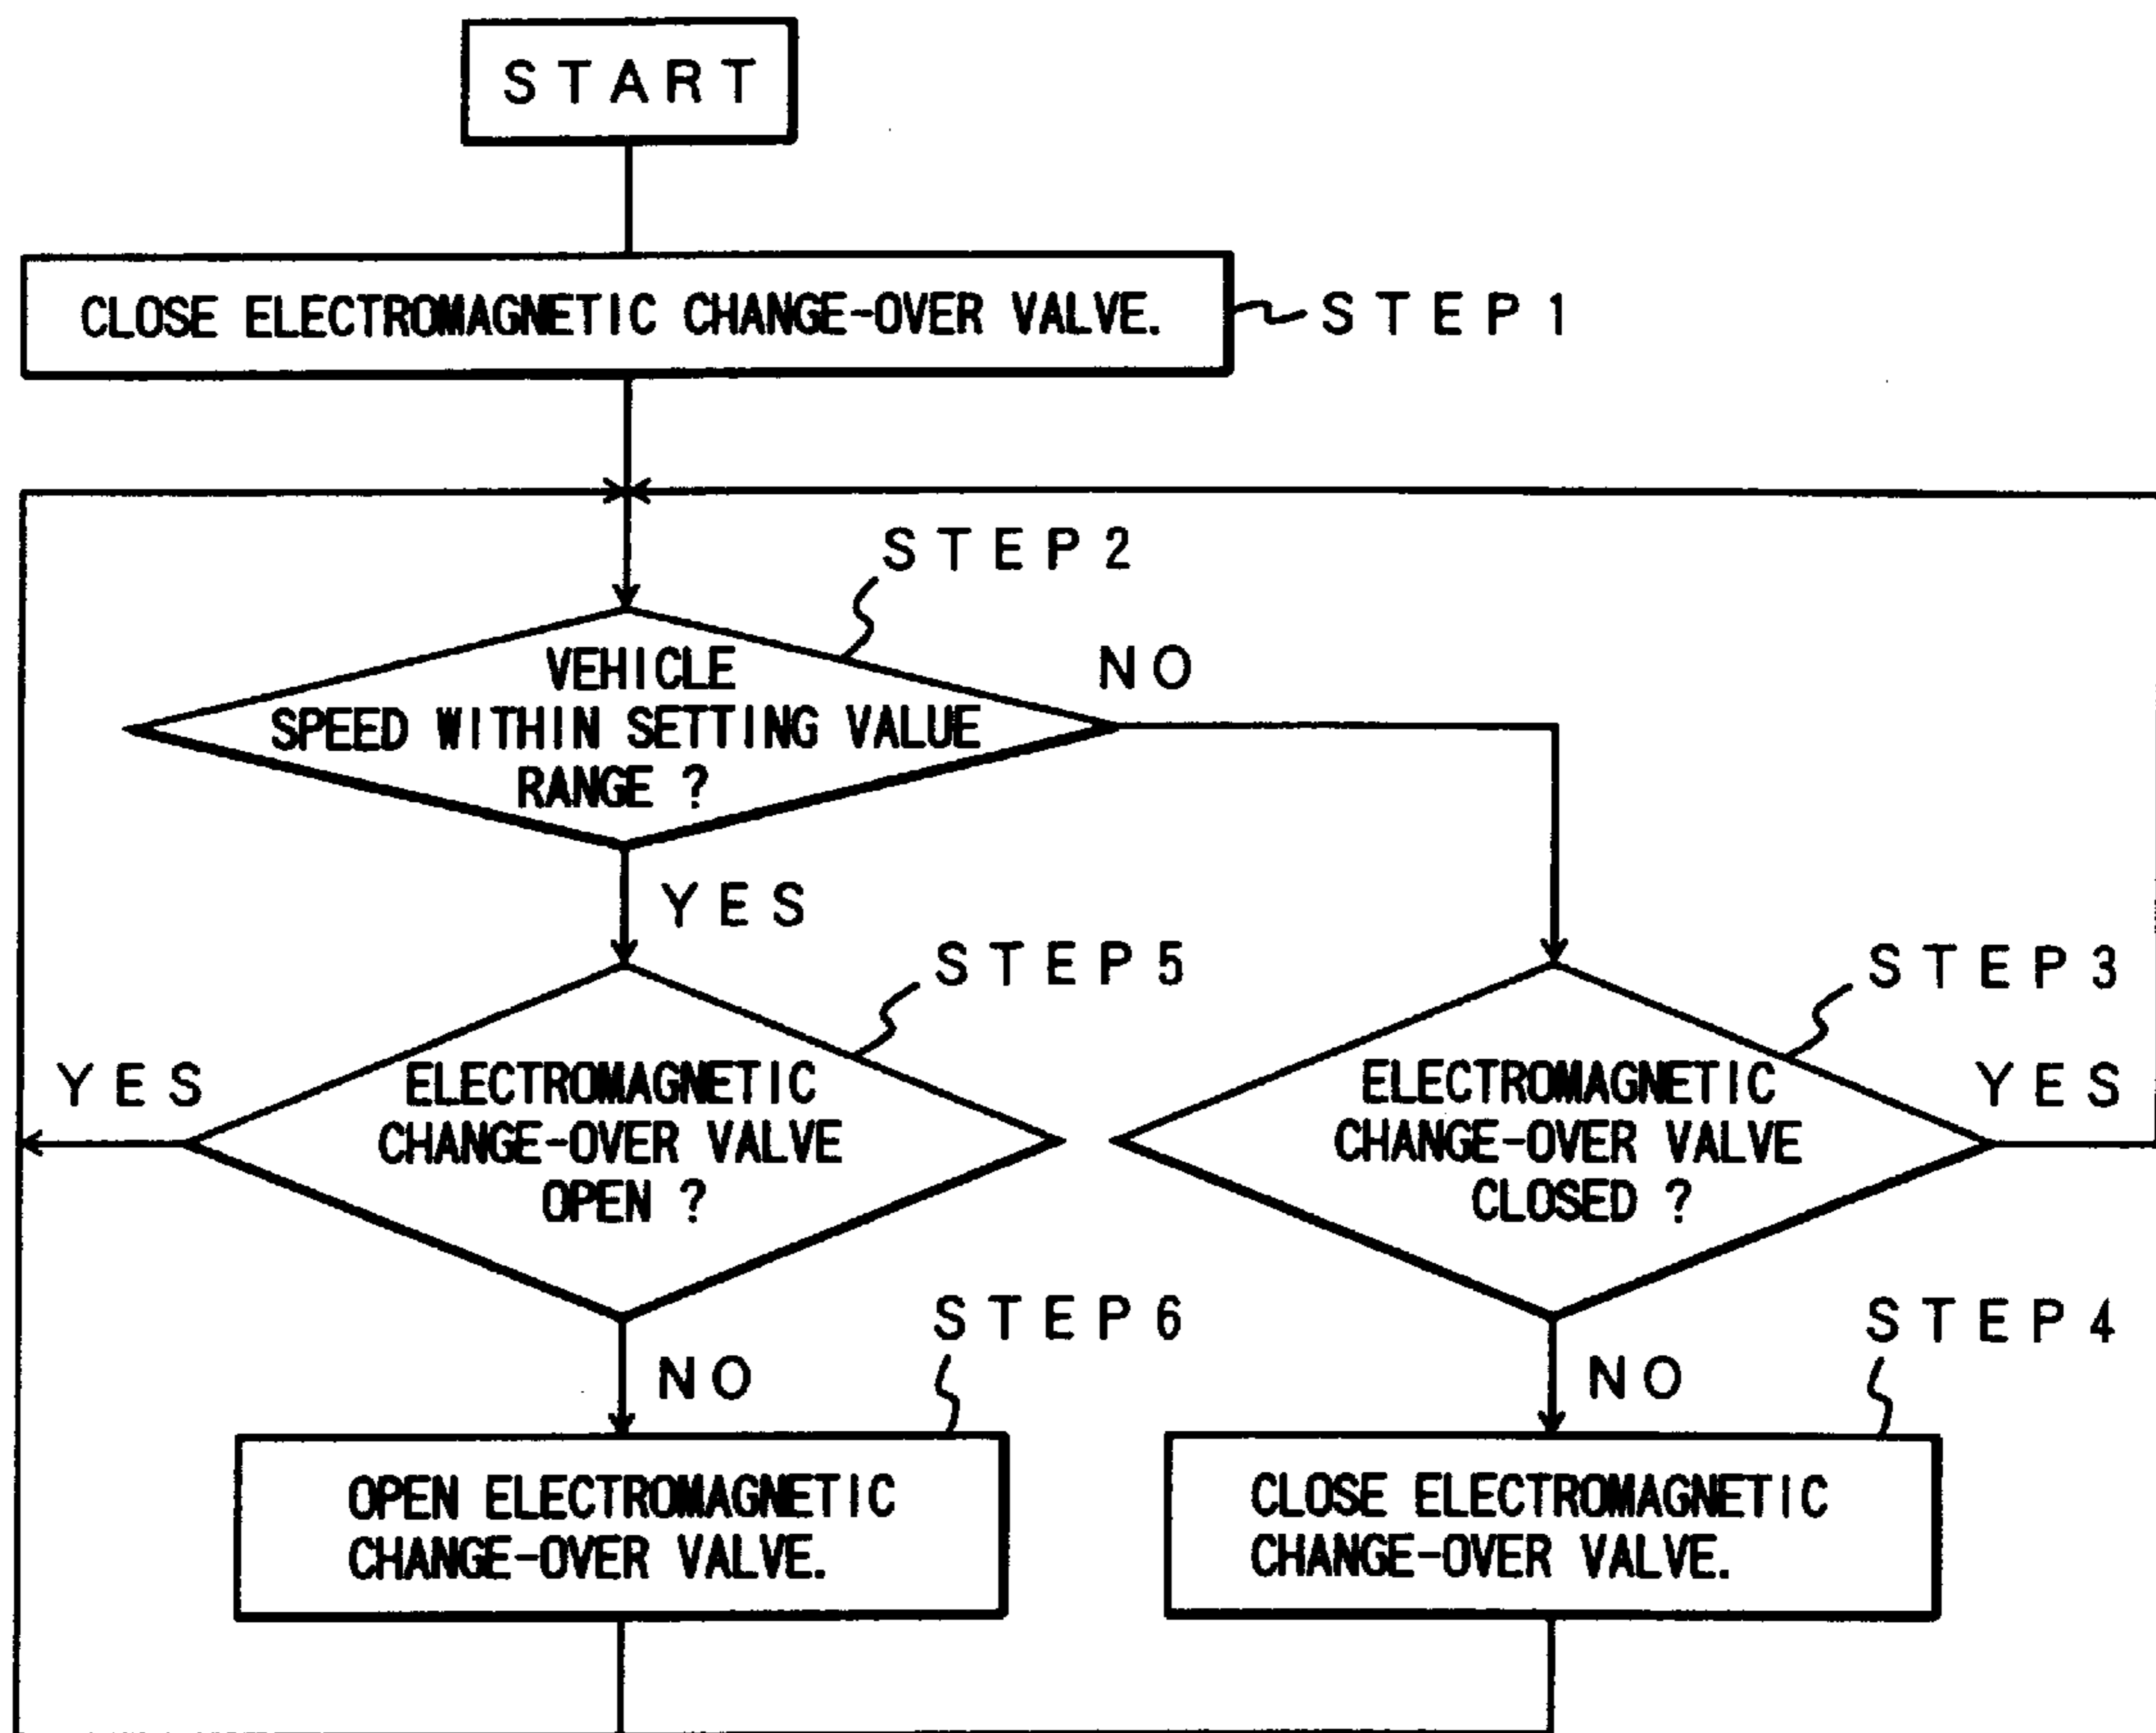 START
CLOSE ELECTROMAGNETIC CHANGE-OVER VALVE.
STEP1
STEP2
VEHICLE
SPEED WITHIN SETTING VALUE
RANGE ?
NO
YES
STEP5
STEP3
YES
ELECTROMAGNETIC
CHANGE-OVER VALVE
OPEN ?
ELECTROMAGNETIC
CHANGE-OVER VALVE
CLOSED ?
YES
STEP6
STEP4
NO
NO
OPEN ELECTROMAGNETIC
CHANGE-OVER VALVE.
CLOSE ELECTROMAGNETIC
CHANGE-OVER VALVE.